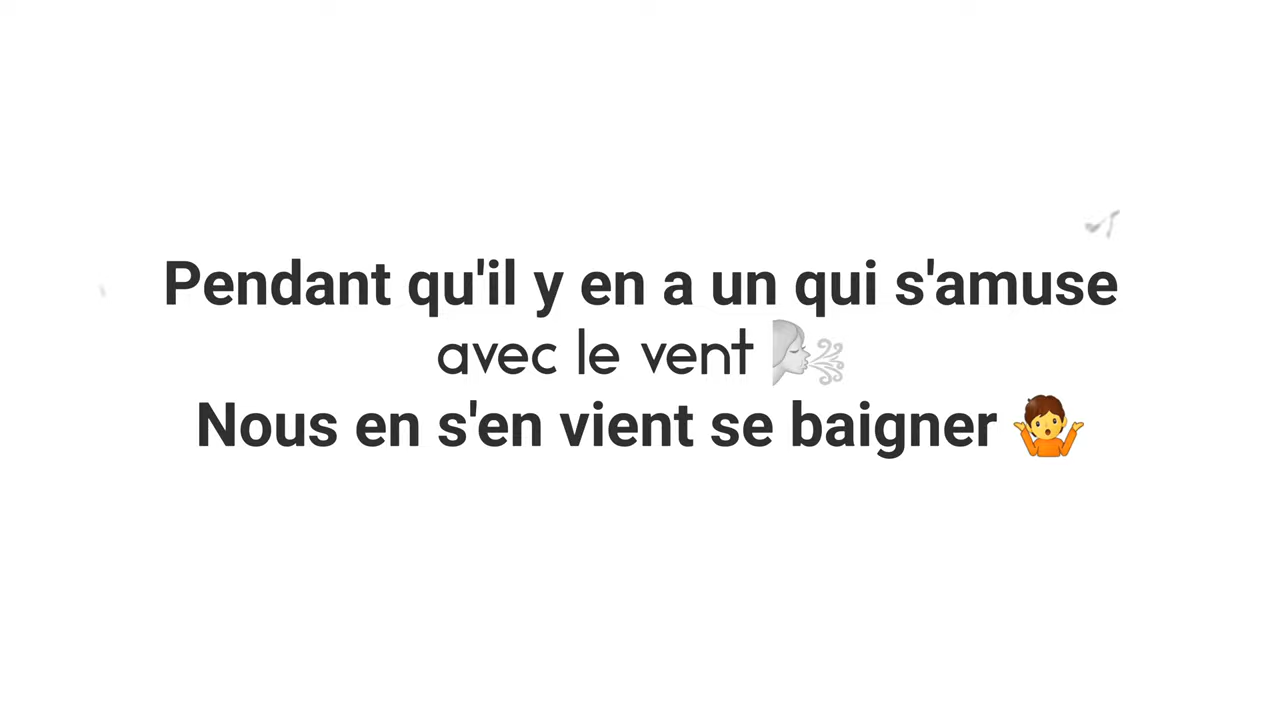 Pendant qu'il y en a un qui s'amuse
avec le vent 🌬️
Nous en s'en vient se baigner 🤷